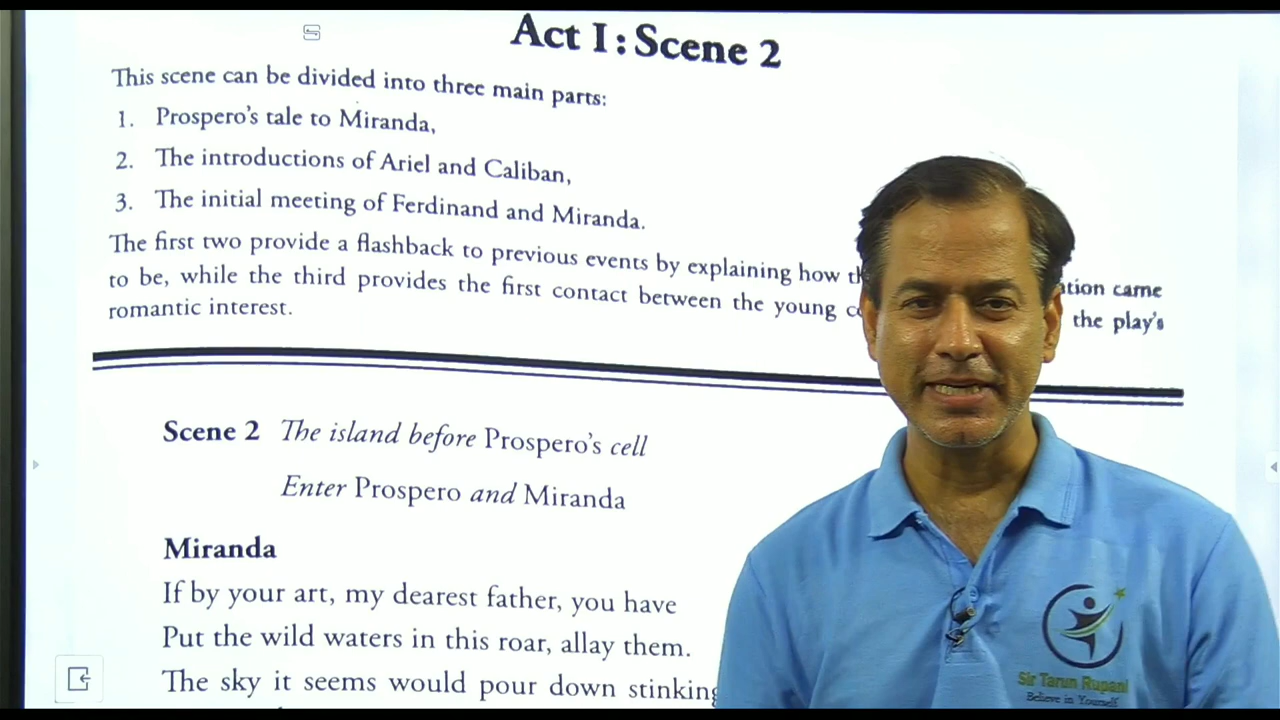 Act I : Scene 2
This scene can be divided into three main parts:
1. Prospero's tale to Miranda,
2. The introductions of Ariel and Caliban,
3. The initial meeting of Ferdinand and Miranda.
The first two provide a flashback to previous events by explaining how ation came
to be, while the third provides the first contact between the young the play's
romantic interest.
Scene 2 The island before Prospero's cell
Enter Prospero and Miranda
Miranda
If by your art, my dearest father, you have
Put the wild waters in this roar, allay them.
The sky it seems would pour down stinking
Sir Tarun Rupani
Believe in Yourself